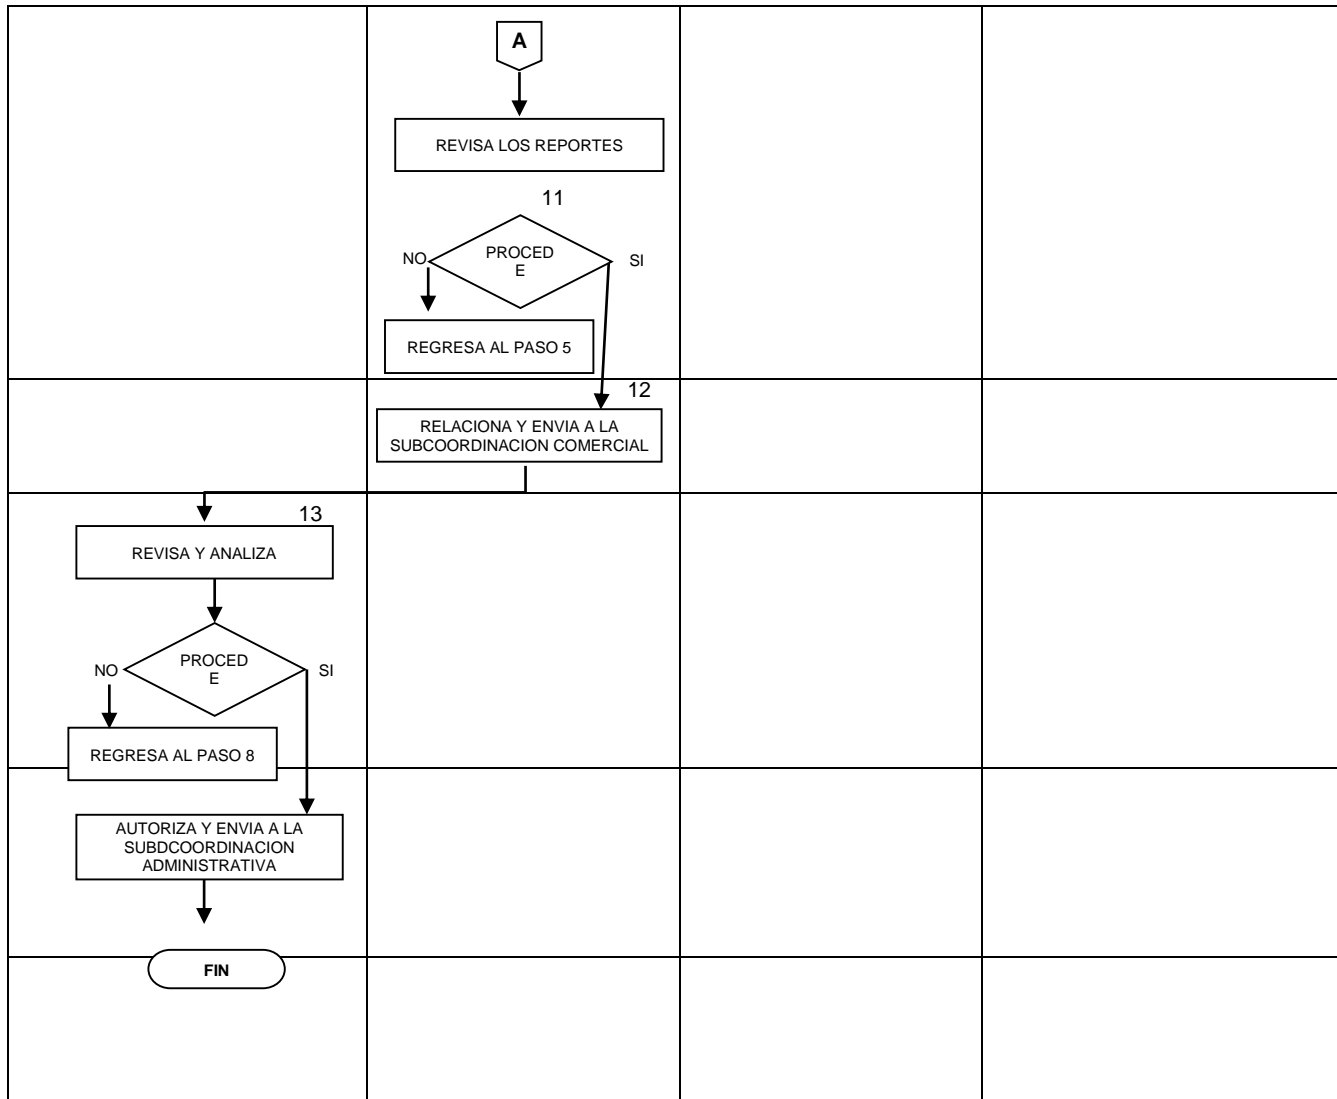 A
REVISA LOS REPORTES
11
PROCED
E
NO
SI
REGRESA AL PASO 5
12
RELACIONA Y ENVIA A LA
SUBCOORDINACION COMERCIAL
13
REVISA Y ANALIZA
PROCED
E
NO
SI
REGRESA AL PASO 8
AUTORIZA Y ENVIA A LA
SUBDCOORDINACION
ADMINISTRATIVA
FIN